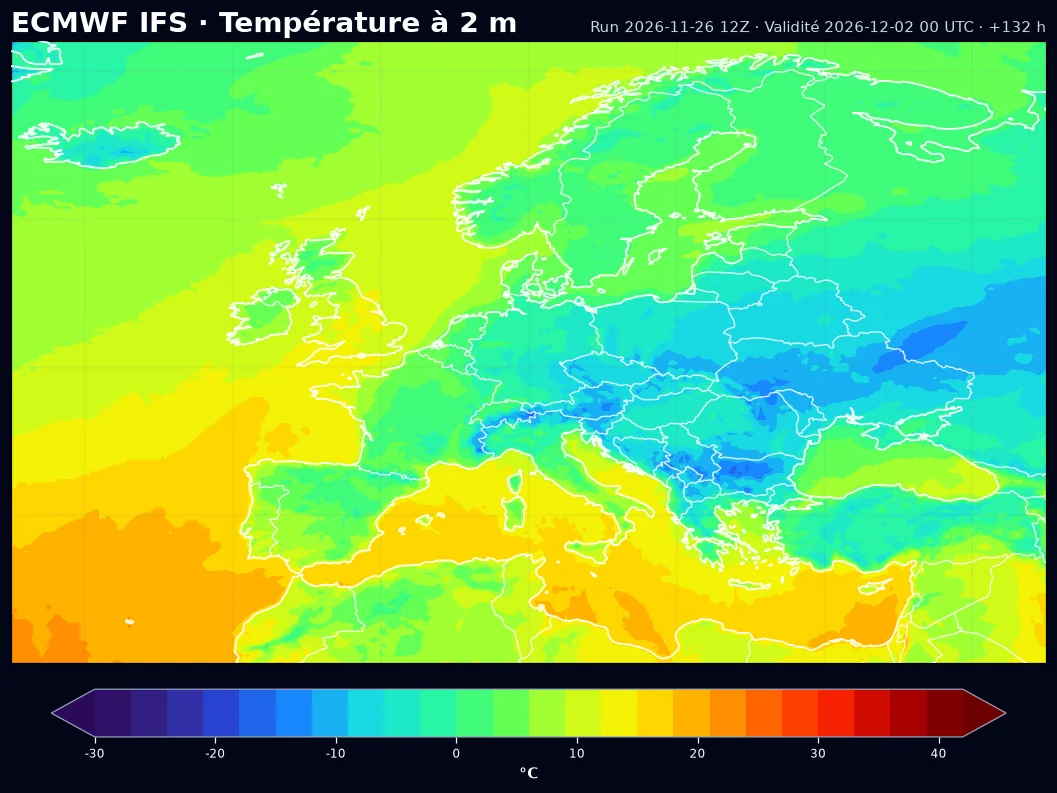 ECMWF IFS · Température à 2 m
Run 2026-11-26 12Z · Validité 2026-12-02 00 UTC · +132 h
-30 -20 -10 0 10 20 30 40
°C